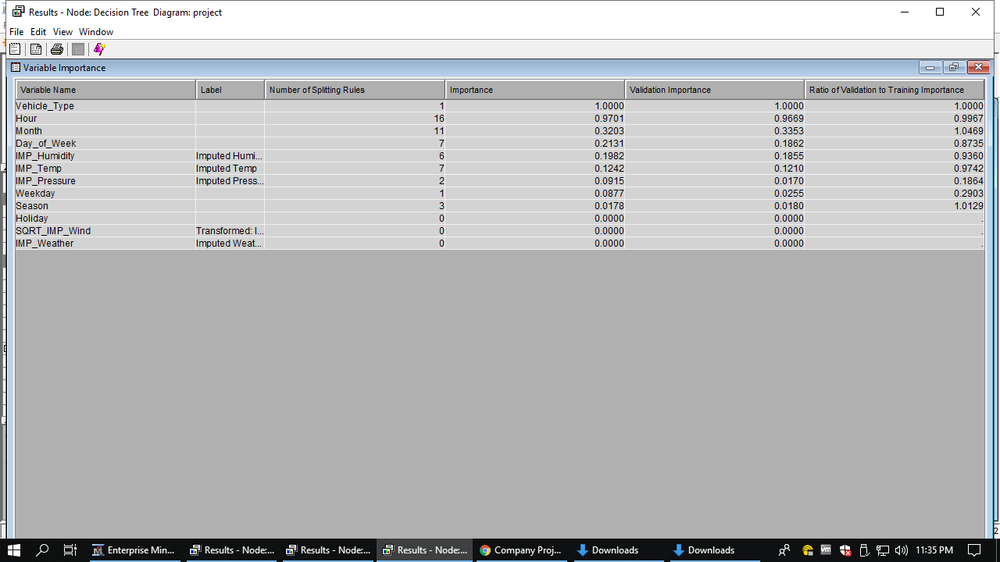 Results - Node: Decision Tree Diagram: project
File Edit View Window
Variable Importance
Variable Name Label Number of Splitting Rules Importance Validation Importance Ratio of Validation to Training Importance
Vehicle_Type 1 1.0000 1.0000 1.0000
Hour 16 0.9701 0.9669 0.9967
Month 11 0.3203 0.3353 1.0469
Day_of_Week 7 0.2131 0.1862 0.8735
IMP_Humidity Imputed Humi... 6 0.1982 0.1855 0.9360
IMP_Temp Imputed Temp 7 0.1242 0.1210 0.9742
IMP_Pressure Imputed Press... 2 0.0915 0.0170 0.1864
Weekday 1 0.0877 0.0255 0.2903
Season 3 0.0178 0.0180 1.0129
Holiday 0 0.0000 0.0000 .
SQRT_IMP_Wind Transformed: I... 0 0.0000 0.0000 .
IMP_Weather Imputed Weat... 0 0.0000 0.0000 .
Enterprise Min... Results - Node:... Results - Node:... Results - Node:... Company Proj... Downloads Downloads vm 11:35 PM